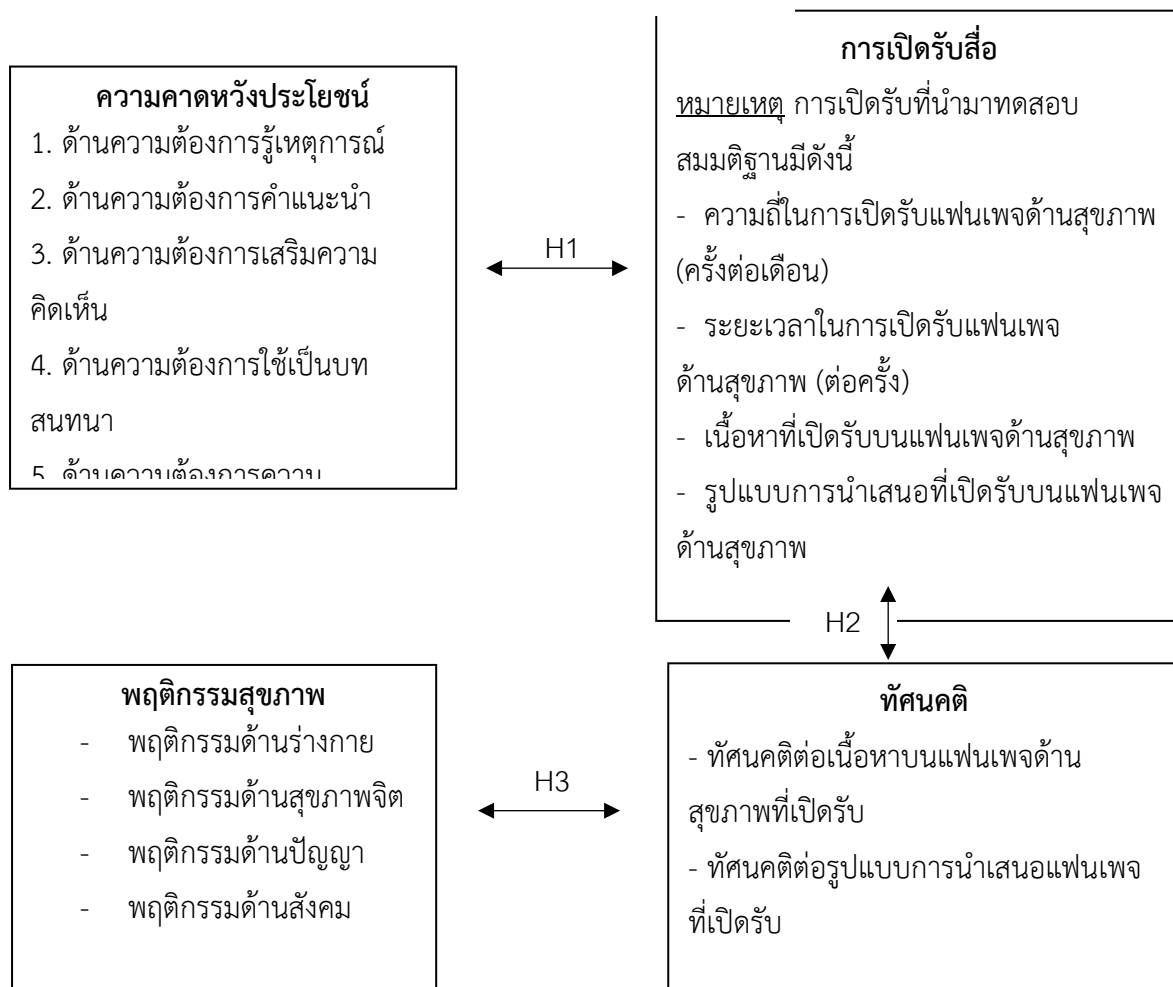 ความคาดหวังประโยชน์
1. ด้านความต้องการรู้เหตุการณ์
2. ด้านความต้องการคำแนะนำ
3. ด้านความต้องการเสริมความ
คิดเห็น
4. ด้านความต้องการใช้เป็นบท
สนทนา
5. ด้านความต้องการความ
H1
การเปิดรับสื่อ
หมายเหตุ การเปิดรับที่นำมาทดสอบ
สมมติฐานมีดังนี้
- ความถี่ในการเปิดรับแฟนเพจด้านสุขภาพ
(ครั้งต่อเดือน)
- ระยะเวลาในการเปิดรับแฟนเพจ
ด้านสุขภาพ (ต่อครั้ง)
- เนื้อหาที่เปิดรับบนแฟนเพจด้านสุขภาพ
- รูปแบบการนำเสนอที่เปิดรับบนแฟนเพจ
ด้านสุขภาพ
H2
พฤติกรรมสุขภาพ
- พฤติกรรมด้านร่างกาย
- พฤติกรรมด้านสุขภาพจิต
- พฤติกรรมด้านปัญญา
- พฤติกรรมด้านสังคม
H3
ทัศนคติ
- ทัศนคติต่อเนื้อหาบนแฟนเพจด้าน
สุขภาพที่เปิดรับ
- ทัศนคติต่อรูปแบบการนำเสนอแฟนเพจ
ที่เปิดรับ